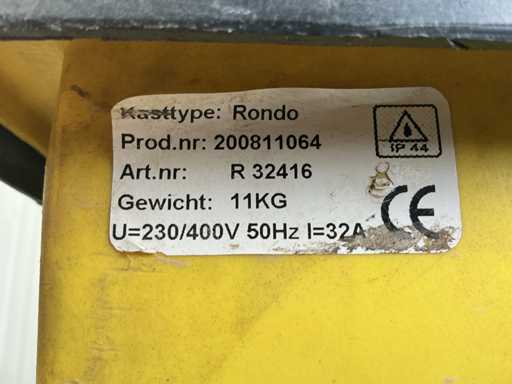 Kasttype: Rondo
Prod.nr: 200811064
Art.nr: R 32416
Gewicht: 11KG
U=230/400V 50Hz I=32A
IP 44
CE